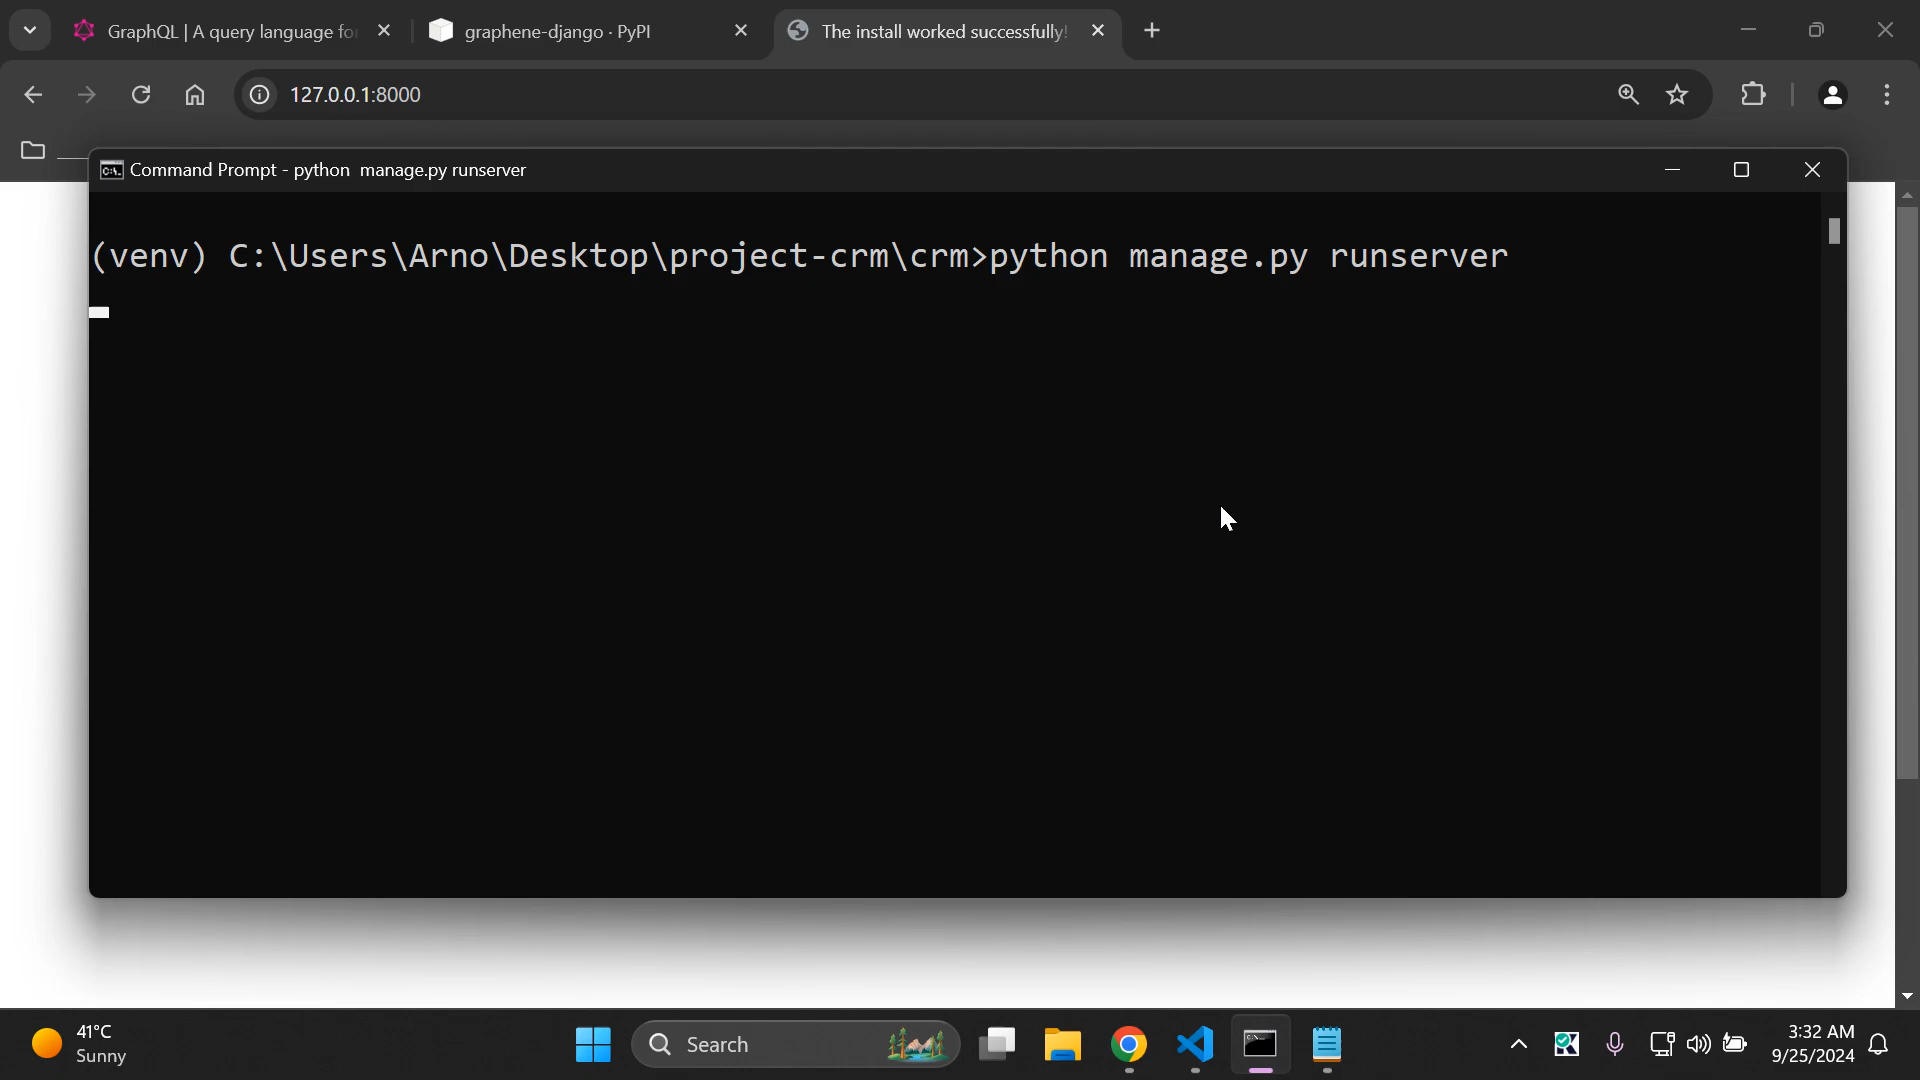 GraphQL | A query language fo
graphene-django · PyPI
The install worked successfully!
127.0.0.1:8000
Command Prompt - python  manage.py runserver
(venv) C:\Users\Arno\Desktop\project-crm\crm>python manage.py runserver
41°C
Sunny
Search
3:32 AM
9/25/2024